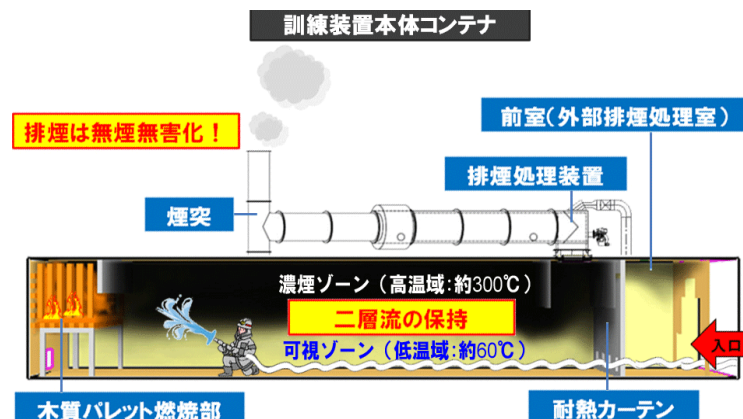 訓練装置本体コンテナ
排煙は無煙無害化！
前室（外部排煙処理室）
排煙処理装置
煙突
濃煙ゾーン（高温域：約300℃）
二層流の保持
可視ゾーン（低温域：約60℃）
入口
木質パレット燃焼部
耐熱カーテン